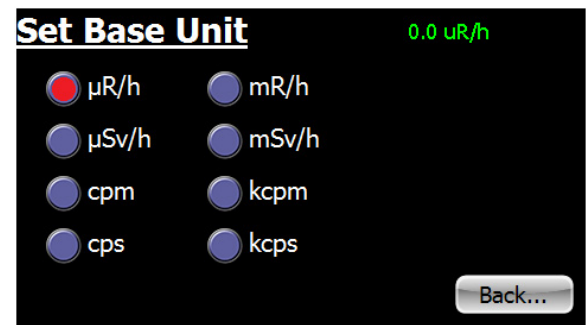 Set Base Unit 0.0 uR/h
µR/h mR/h
µSv/h mSv/h
cpm kcpm
cps kcps
Back...